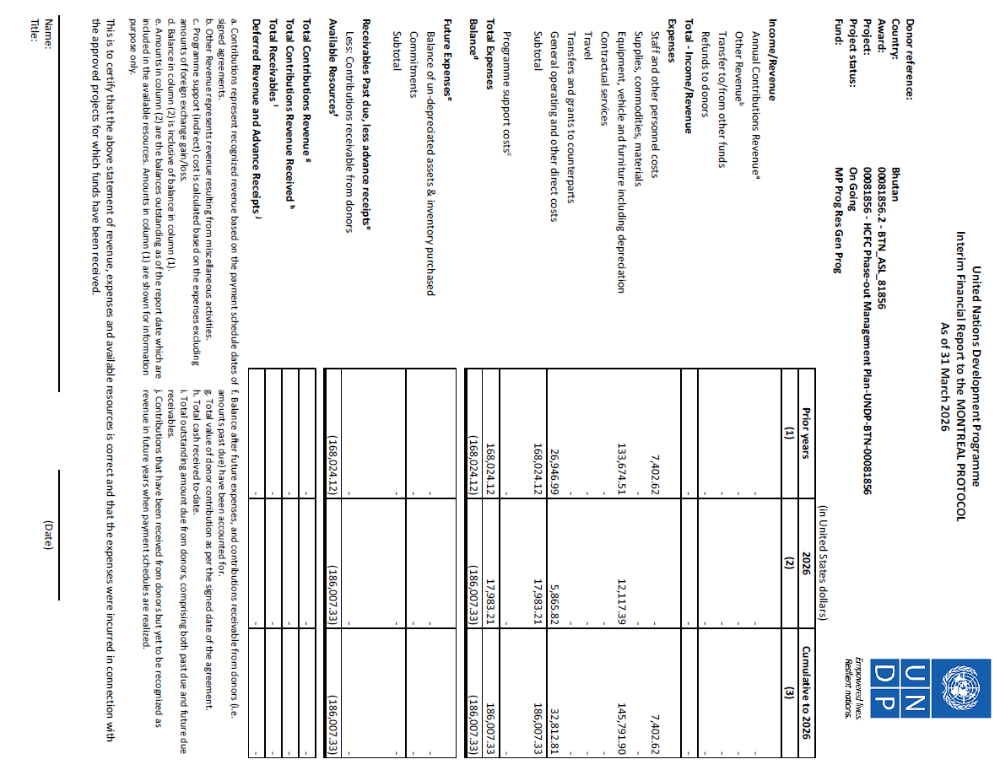 United Nations Development Programme
Interim Financial Report to the MONTREAL PROTOCOL
As of 31 March 2026
UN
DP
Empowered lives.
Resilient nations.
Donor reference:
Country: Bhutan
Award: 00081856.2 - BTN_ASL_81856
Project: 00081856 - HCFC Phase-out Management Plan-UNDP-BTN-00081856
Project status: On Going
Fund: MP Prog Res Gen Prog
(in United States dollars)
Prior years 2026 Cumulative to 2026
(1) (2) (3)
Income/Revenue
Annual Contributions Revenueᵃ - - -
Other Revenueᵇ - - -
Transfer to/from other funds - - -
Refunds to donors - - -
Total - Income/Revenue - - -
Expenses
Staff and other personnel costs 7,402.62 - 7,402.62
Supplies, commodities, materials - - -
Equipment, vehicle and furniture including depreciation 133,674.51 12,117.39 145,791.90
Contractual services - - -
Travel - - -
Transfers and grants to counterparts - - -
General operating and other direct costs 26,946.99 5,865.82 32,812.81
Subtotal 168,024.12 17,983.21 186,007.33
Programme support costsᶜ - - -
Total Expenses 168,024.12 17,983.21 186,007.33
Balanceᵈ (168,024.12) (186,007.33) (186,007.33)
Future Expensesᵉ
Balance of un-depreciated assets & inventory purchased - - -
Commitments - - -
Subtotal - - -
Receivables Past due, less advance receiptsᵉ
Less: Contributions receivable from donors - - -
Available Resourcesᶠ (168,024.12) (186,007.33) (186,007.33)
Total Contributions Revenue ᵍ - - -
Total Contributions Revenue Received ʰ - - -
Total Receivables ⁱ - - -
Deferred Revenue and Advance Receipts ʲ - - -
a. Contributions represent recognized revenue based on the payment schedule dates of
signed agreements.
b. Other Revenue represents revenue resulting from miscellaneous activities.
c. Programme support (indirect) cost is calculated based on the expenses excluding
amounts of foreign exchange gain/loss.
d. Balance in column (2) is inclusive of balance in column (1).
e. Amounts in column (2) are the balances outstanding as of the report date which are
included in the available resources. Amounts in column (1) are shown for information
purpose only.
f. Balance after future expenses, and contributions receivable from donors (i.e.
amounts past due) have been accounted for.
g. Total value of donor contribution as per the signed date of the agreement.
h. Total cash received to-date.
i. Total outstanding amount due from donors, comprising both past due and future due
receivables.
j. Contributions that have been received from donors but yet to be recognized as
revenue in future years when payment schedules are realized.
This is to certify that the above statement of revenue, expenses and available resources is correct and that the expenses were incurred in connection with
the approved projects for which funds have been received.
Name: (Date)
Title: